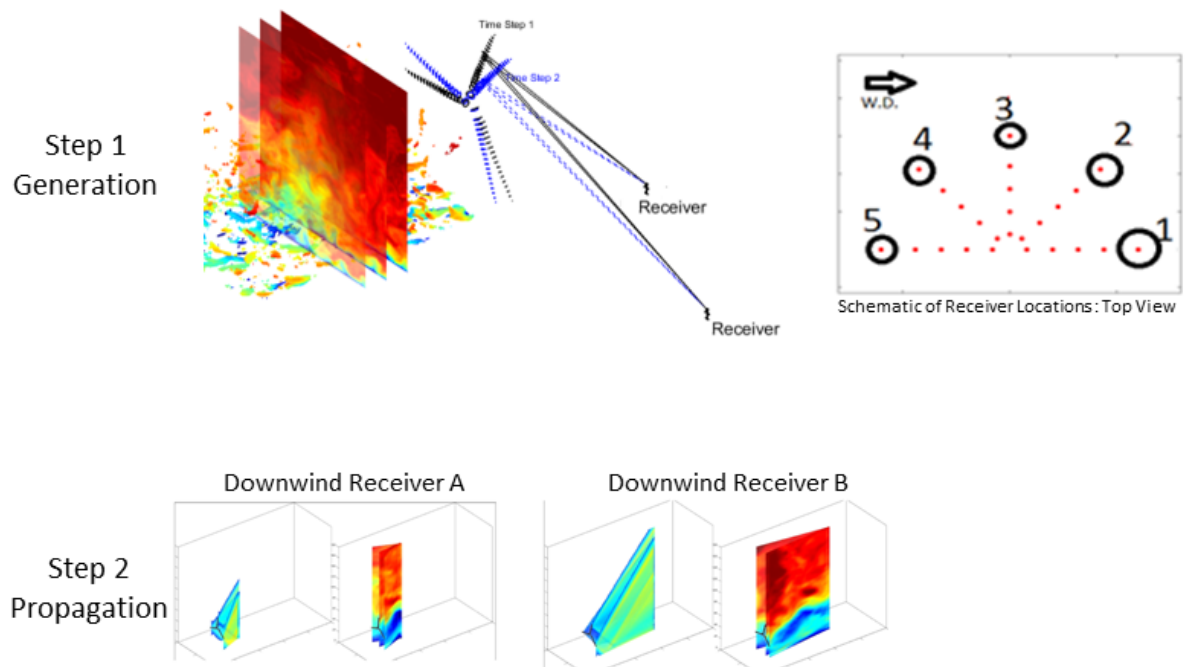 Step 1
Generation
Time Step 1
Time Step 2
Receiver
Receiver
W.D.
3
4
2
5
1
Schematic of Receiver Locations: Top View
Downwind Receiver A
Downwind Receiver B
Step 2
Propagation